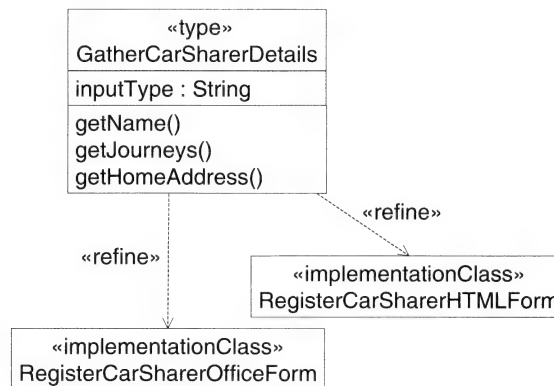 «type»
GatherCarSharerDetails
inputType : String
getName()
getJourneys()
getHomeAddress()
«refine»
«refine»
«implementationClass»
RegisterCarSharerHTMLForm
«implementationClass»
RegisterCarSharerOfficeForm